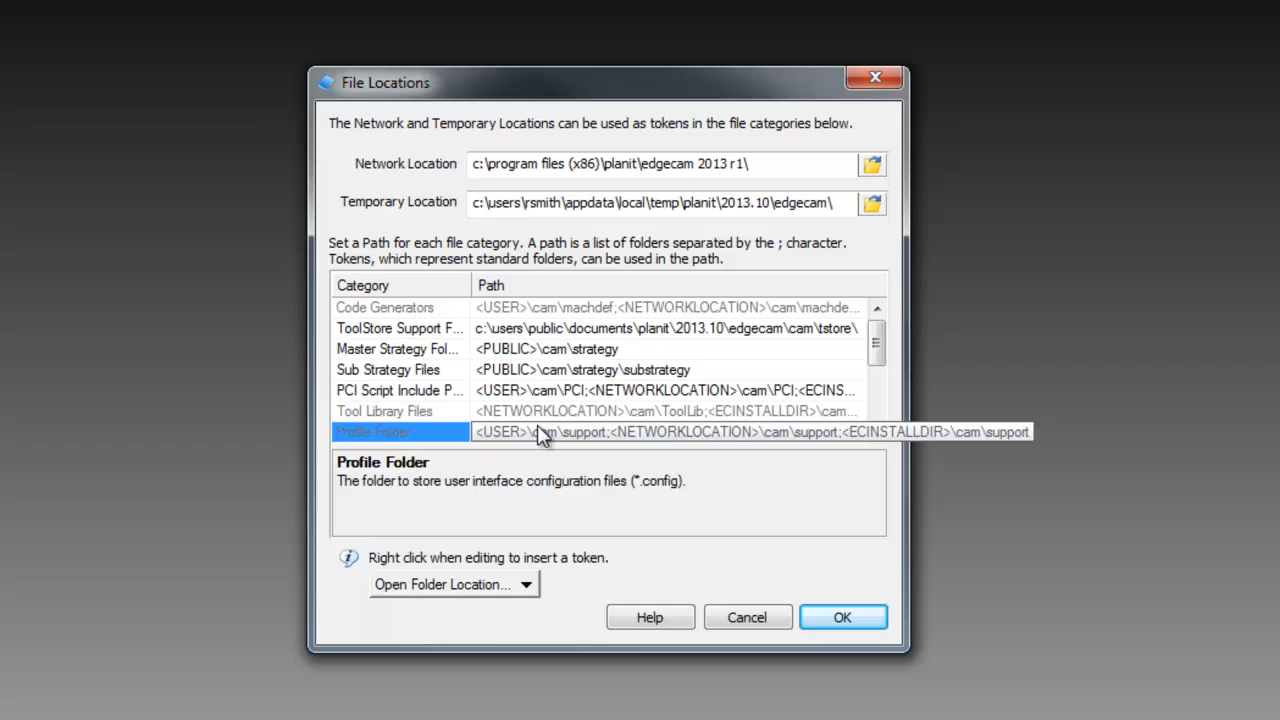 File Locations
The Network and Temporary Locations can be used as tokens in the file categories below.
Network Location c:\program files (x86)\planit\edgecam 2013 r1\
Temporary Location c:\users\rsmith\appdata\local\temp\planit\2013.10\edgecam\
Set a Path for each file category. A path is a list of folders separated by the ; character.
Tokens, which represent standard folders, can be used in the path.
Category Path
Code Generators <USER>\cam\machdef;<NETWORKLOCATION>\cam\machde...
ToolStore Support F... c:\users\public\documents\planit\2013.10\edgecam\cam\tstore\
Master Strategy Fol... <PUBLIC>\cam\strategy
Sub Strategy Files <PUBLIC>\cam\strategy\substrategy
PCI Script Include P... <USER>\cam\PCI;<NETWORKLOCATION>\cam\PCI;<ECINS...
Tool Library Files <NETWORKLOCATION>\cam\ToolLib;<ECINSTALLDIR>\cam...
Profile Folder <USER>\cam\support;<NETWORKLOCATION>\cam\support;<ECINSTALLDIR>\cam\support
Profile Folder
The folder to store user interface configuration files (*.config).
Right click when editing to insert a token.
Open Folder Location...
Help Cancel OK